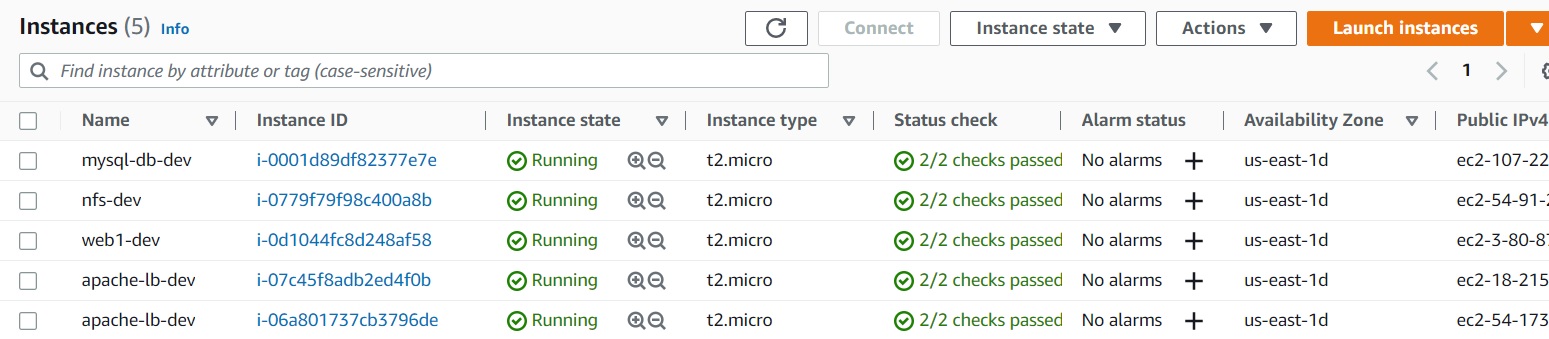 Instances (5) Info Connect Instance state Actions Launch instances
Find instance by attribute or tag (case-sensitive) 1
Name Instance ID Instance state Instance type Status check Alarm status Availability Zone Public IPv4
mysql-db-dev i-0001d89df82377e7e Running t2.micro 2/2 checks passed No alarms us-east-1d ec2-107-22
nfs-dev i-0779f79f98c400a8b Running t2.micro 2/2 checks passed No alarms us-east-1d ec2-54-91-2
web1-dev i-0d1044fc8d248af58 Running t2.micro 2/2 checks passed No alarms us-east-1d ec2-3-80-87
apache-lb-dev i-07c45f8adb2ed4f0b Running t2.micro 2/2 checks passed No alarms us-east-1d ec2-18-215
apache-lb-dev i-06a801737cb3796de Running t2.micro 2/2 checks passed No alarms us-east-1d ec2-54-173